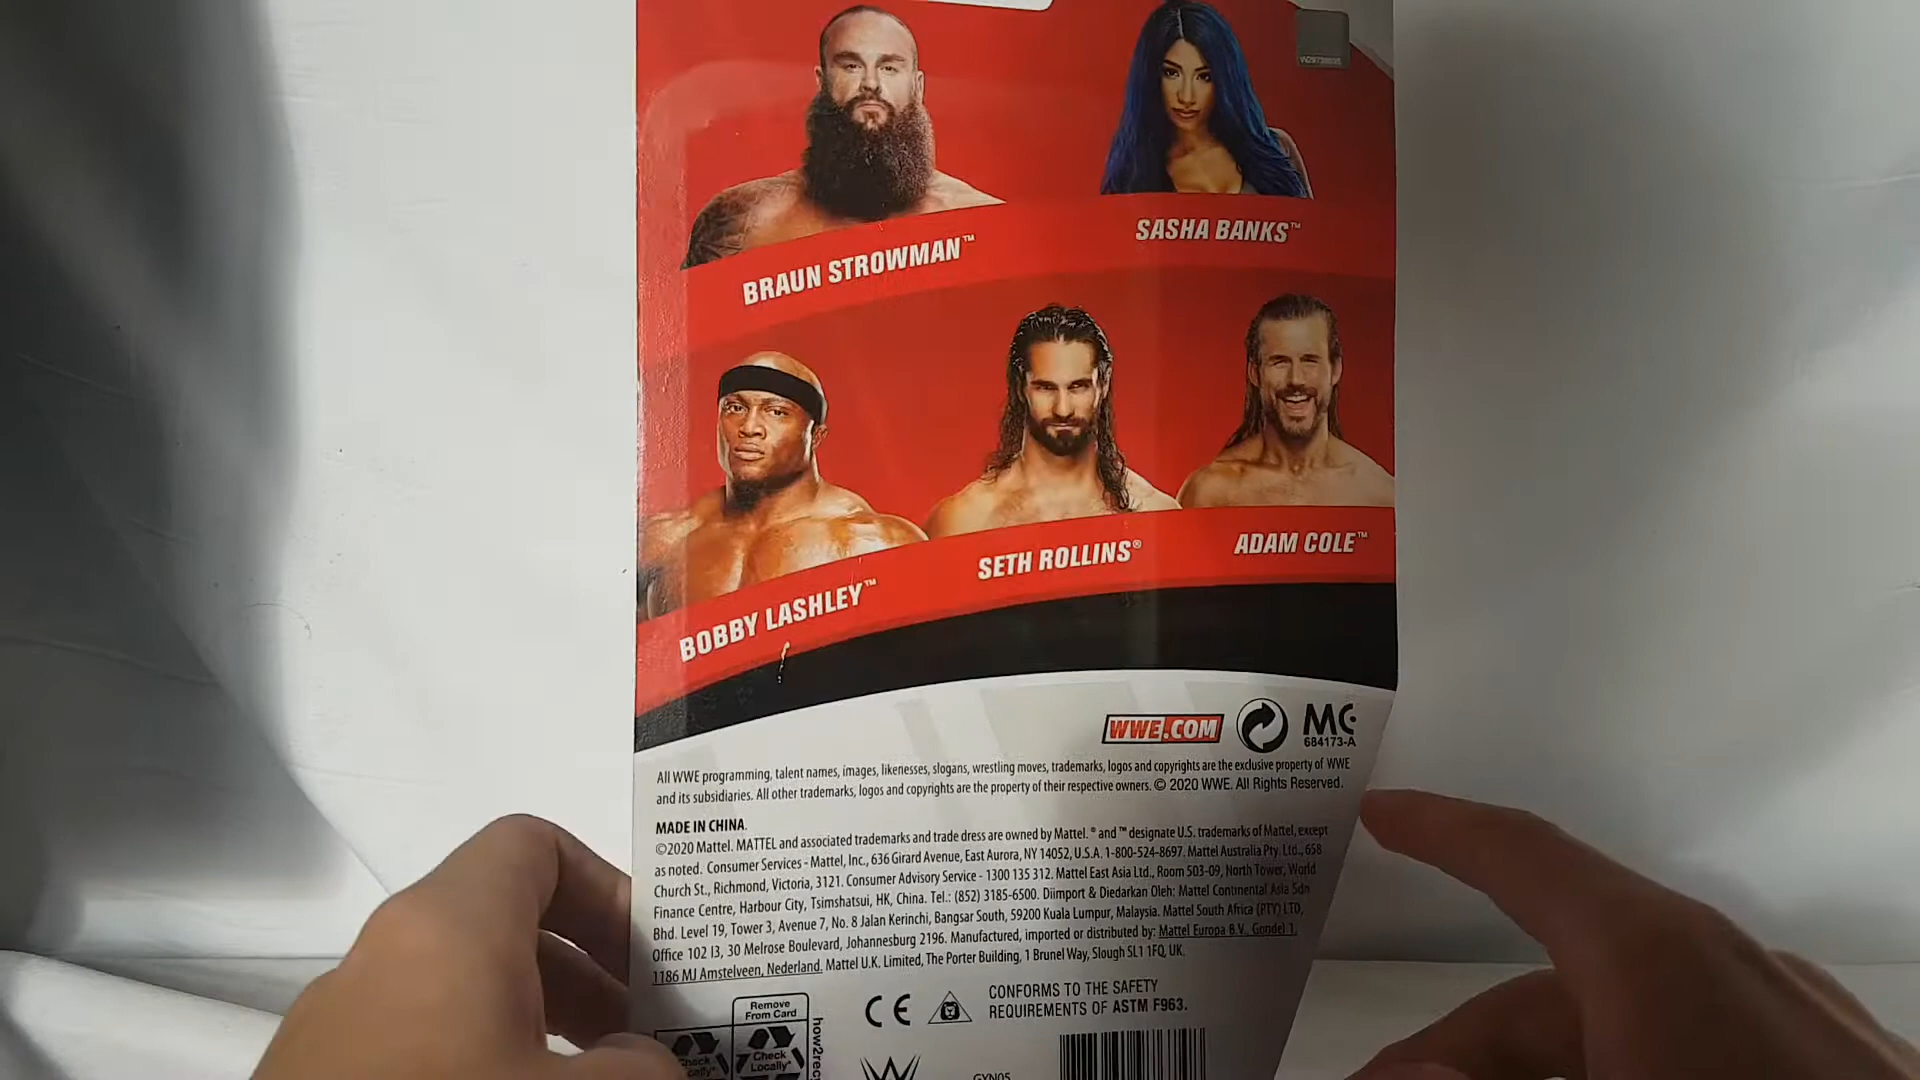 BRAUN STROWMAN™
SASHA BANKS™
BOBBY LASHLEY™
SETH ROLLINS®
ADAM COLE™
WWE.COM
MC
684173-A
All WWE programming, talent names, images, likenesses, slogans, wrestling moves, trademarks, logos and copyrights are the exclusive property of WWE
and its subsidiaries. All other trademarks, logos and copyrights are the property of their respective owners. © 2020 WWE. All Rights Reserved.
MADE IN CHINA.
©2020 Mattel. MATTEL and associated trademarks and trade dress are owned by Mattel. ® and ™ designate U.S. trademarks of Mattel, except
as noted. Consumer Services - Mattel, Inc., 636 Girard Avenue, East Aurora, NY 14052, U.S.A. 1-800-524-8697. Mattel Australia Pty. Ltd., 658
Church St., Richmond, Victoria, 3121. Consumer Advisory Service - 1300 135 312. Mattel East Asia Ltd., Room 503-09, North Tower, World
Finance Centre, Harbour City, Tsimshatsui, HK, China. Tel.: (852) 3185-6500. Diimport & Diedarkan Oleh: Mattel Continental Asia Sdn
Bhd. Level 19, Tower 3, Avenue 7, No. 8 Jalan Kerinchi, Bangsar South, 59200 Kuala Lumpur, Malaysia. Mattel South Africa (PTY) LTD,
Office 102 I3, 30 Melrose Boulevard, Johannesburg 2196. Manufactured, imported or distributed by: Mattel Europa B.V., Gondel 1,
1186 MJ Amstelveen, Nederland. Mattel U.K. Limited, The Porter Building, 1 Brunel Way, Slough SL1 1FQ, UK.
CE
CONFORMS TO THE SAFETY
REQUIREMENTS OF ASTM F963.
Remove
From Card
Check
Locally*
GYN05